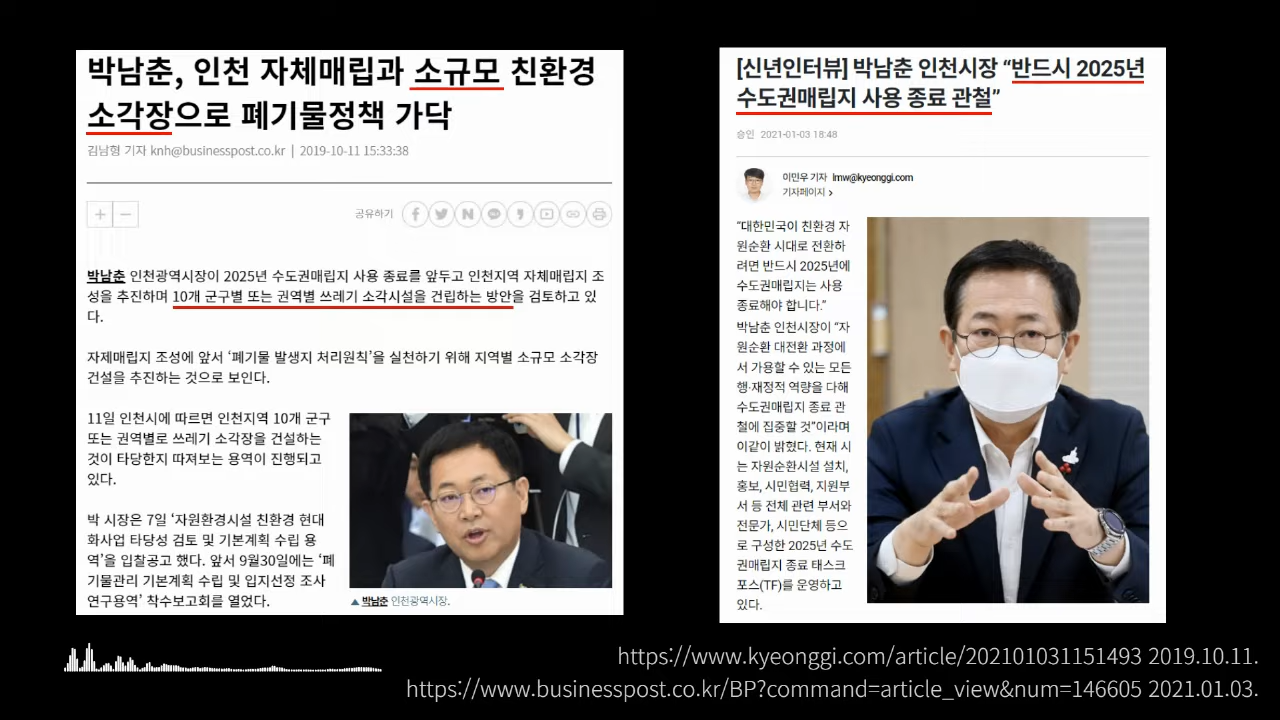 박남춘, 인천 자체매립과 소규모 친환경
소각장으로 폐기물정책 가닥
김남형 기자 knh@businesspost.co.kr | 2019-10-11 15:33:38
공유하기
박남춘 인천광역시장이 2025년 수도권매립지 사용 종료를 앞두고 인천지역 자체매립지 조
성을 추진하며 10개 군구별 또는 권역별 쓰레기 소각시설을 건립하는 방안을 검토하고 있
다.
자제매립지 조성에 앞서 ‘폐기물 발생지 처리원칙’을 실천하기 위해 지역별 소규모 소각장
건설을 추진하는 것으로 보인다.
11일 인천시에 따르면 인천지역 10개 군구
또는 권역별로 쓰레기 소각장을 건설하는
것이 타당한지 따져보는 용역이 진행되고
있다.
박 시장은 7일 ‘자원환경시설 친환경 현대
화사업 타당성 검토 및 기본계획 수립 용
역’을 입찰공고 했다. 앞서 9월30일에는 ‘폐
기물관리 기본계획 수립 및 입지선정 조사
연구용역’ 착수보고회를 열었다.
▲ 박남춘 인천광역시장.
[신년인터뷰] 박남춘 인천시장 “반드시 2025년
수도권매립지 사용 종료 관철”
승인 2021-01-03 18:48
이민우 기자 lmw@kyeonggi.com
기자페이지 >
“대한민국이 친환경 자
원순환 시대로 전환하
려면 반드시 2025년에
수도권매립지는 사용
종료해야 합니다.”
박남춘 인천시장이 “자
원순환 대전환 과정에
서 가용할 수 있는 모든
행·재정적 역량을 다해
수도권매립지 종료 관
철에 집중할 것”이라며
이같이 밝혔다. 현재 시
는 자원순환시설 설치,
홍보, 시민협력, 지원부
서 등 전체 관련 부서와
전문가, 시민단체 등으
로 구성한 2025년 수도
권매립지 종료 태스크
포스(TF)를 운영하고
있다.
https://www.kyeonggi.com/article/202101031151493 2019.10.11.
https://www.businesspost.co.kr/BP?command=article_view&num=146605 2021.01.03.